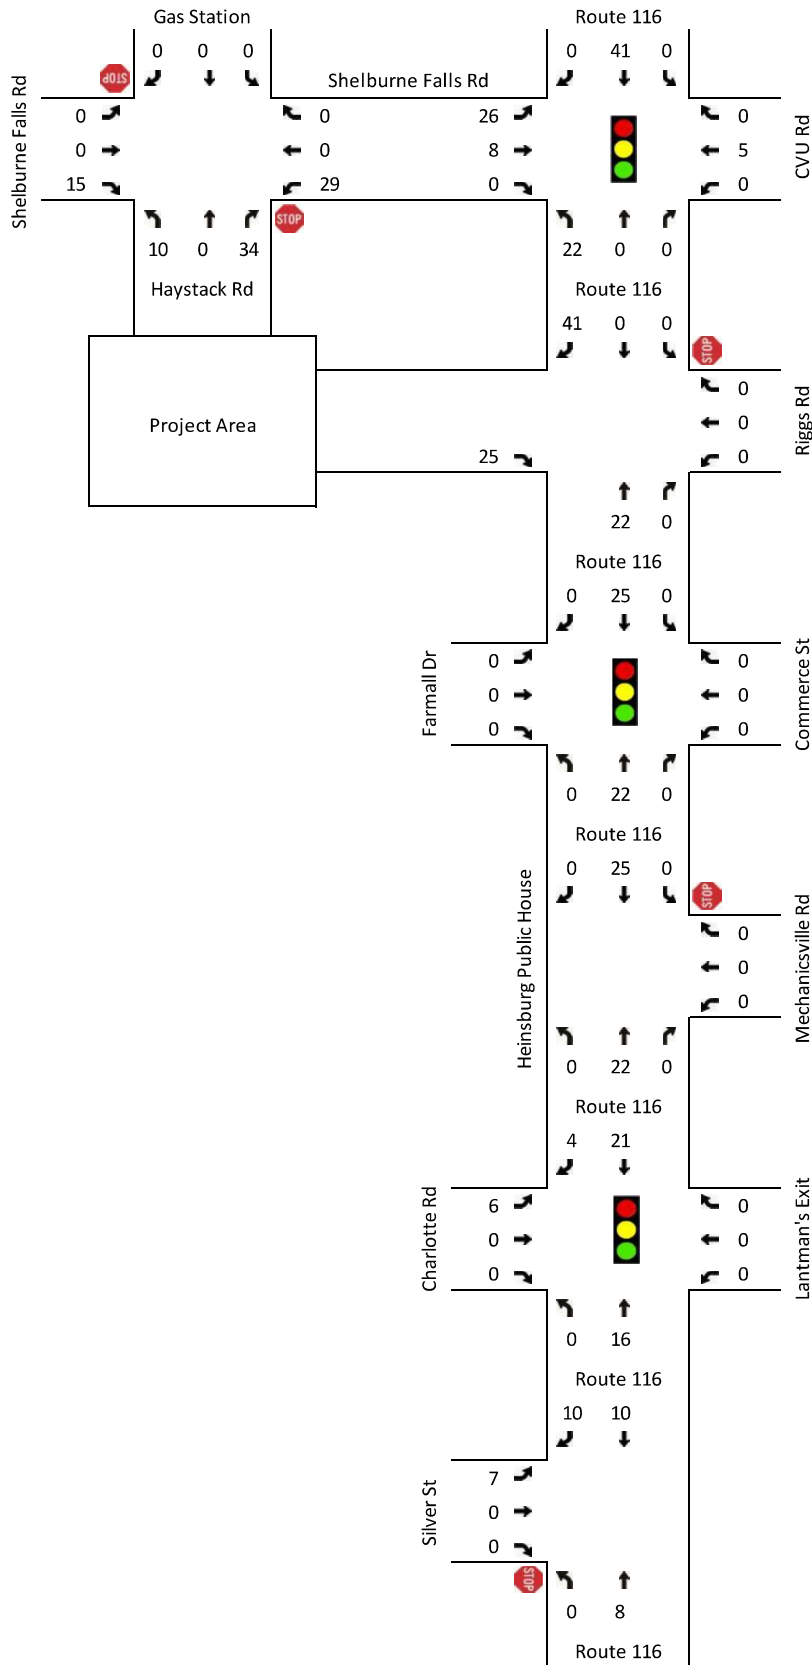 Gas Station Route 116
0 0 0 0 41 0
STOP
Shelburne Falls Rd
Shelburne Falls Rd
0 0 26 0
0 0 8 5
15 29 0 0
CVU Rd
STOP
10 0 34 22 0 0
Haystack Rd Route 116
41 0 0
STOP
0
Project Area 0
25 0
Riggs Rd
22 0
Route 116
0 25 0
Farmall Dr
0 0
0 0
0 0
Commerce St
0 22 0
Route 116
0 25 0
STOP
Heinsburg Public House
0
0
0
Mechanicsville Rd
0 22 0
Route 116
4 21
Charlotte Rd
6 0
0 0
0 0
Lantman's Exit
0 16
Route 116
10 10
Silver St
7
0
0
STOP
0 8
Route 116